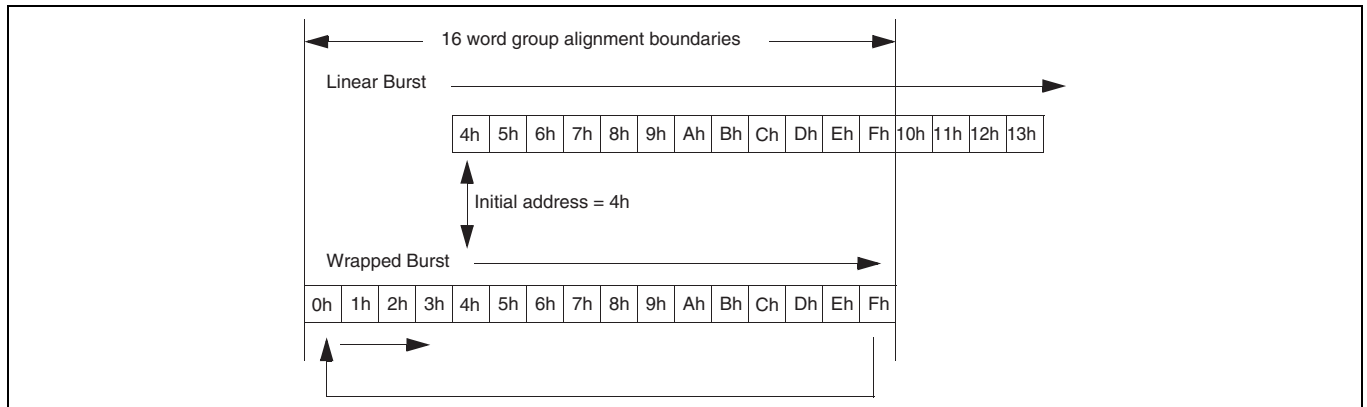 16 word group alignment boundaries
Linear Burst
4h 5h 6h 7h 8h 9h Ah Bh Ch Dh Eh Fh 10h 11h 12h 13h
Initial address = 4h
Wrapped Burst
0h 1h 2h 3h 4h 5h 6h 7h 8h 9h Ah Bh Ch Dh Eh Fh